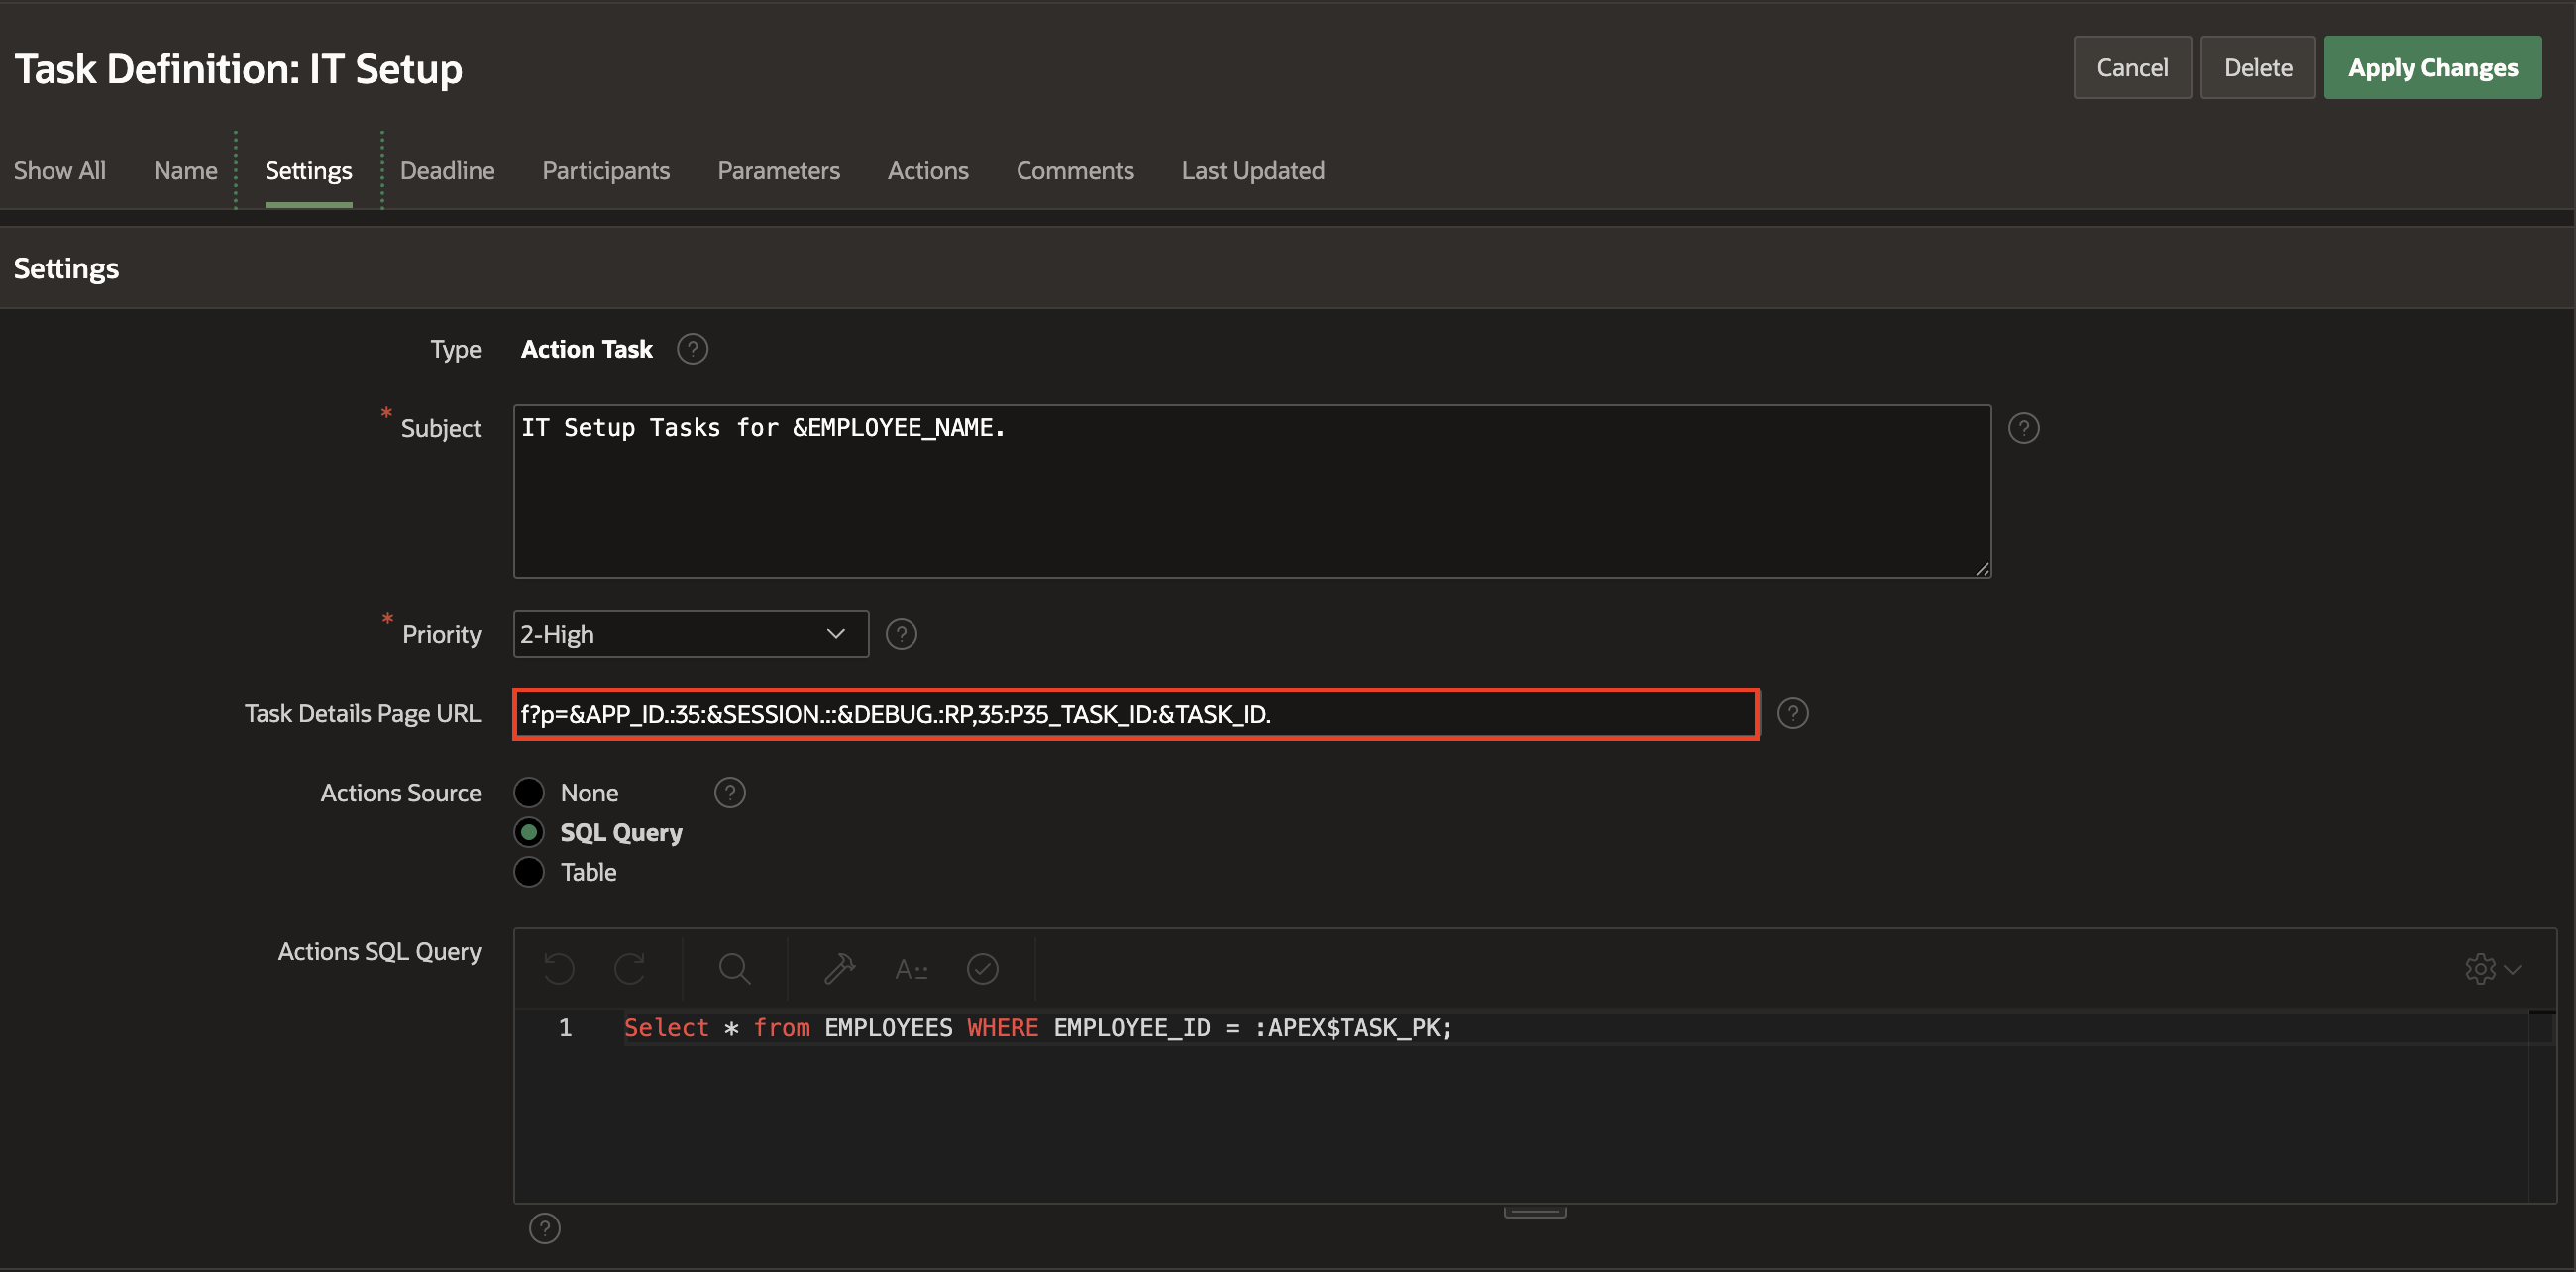 Task Definition: IT Setup
Cancel Delete Apply Changes
Show All Name Settings Deadline Participants Parameters Actions Comments Last Updated
Settings
Type Action Task ?
* Subject IT Setup Tasks for &EMPLOYEE_NAME. ?
* Priority 2-High ?
Task Details Page URL f?p=&APP_ID.:35:&SESSION.::&DEBUG.:RP,35:P35_TASK_ID:&TASK_ID. ?
Actions Source None ?
SQL Query
Table
Actions SQL Query
1 Select * from EMPLOYEES WHERE EMPLOYEE_ID = :APEX$TASK_PK;
?